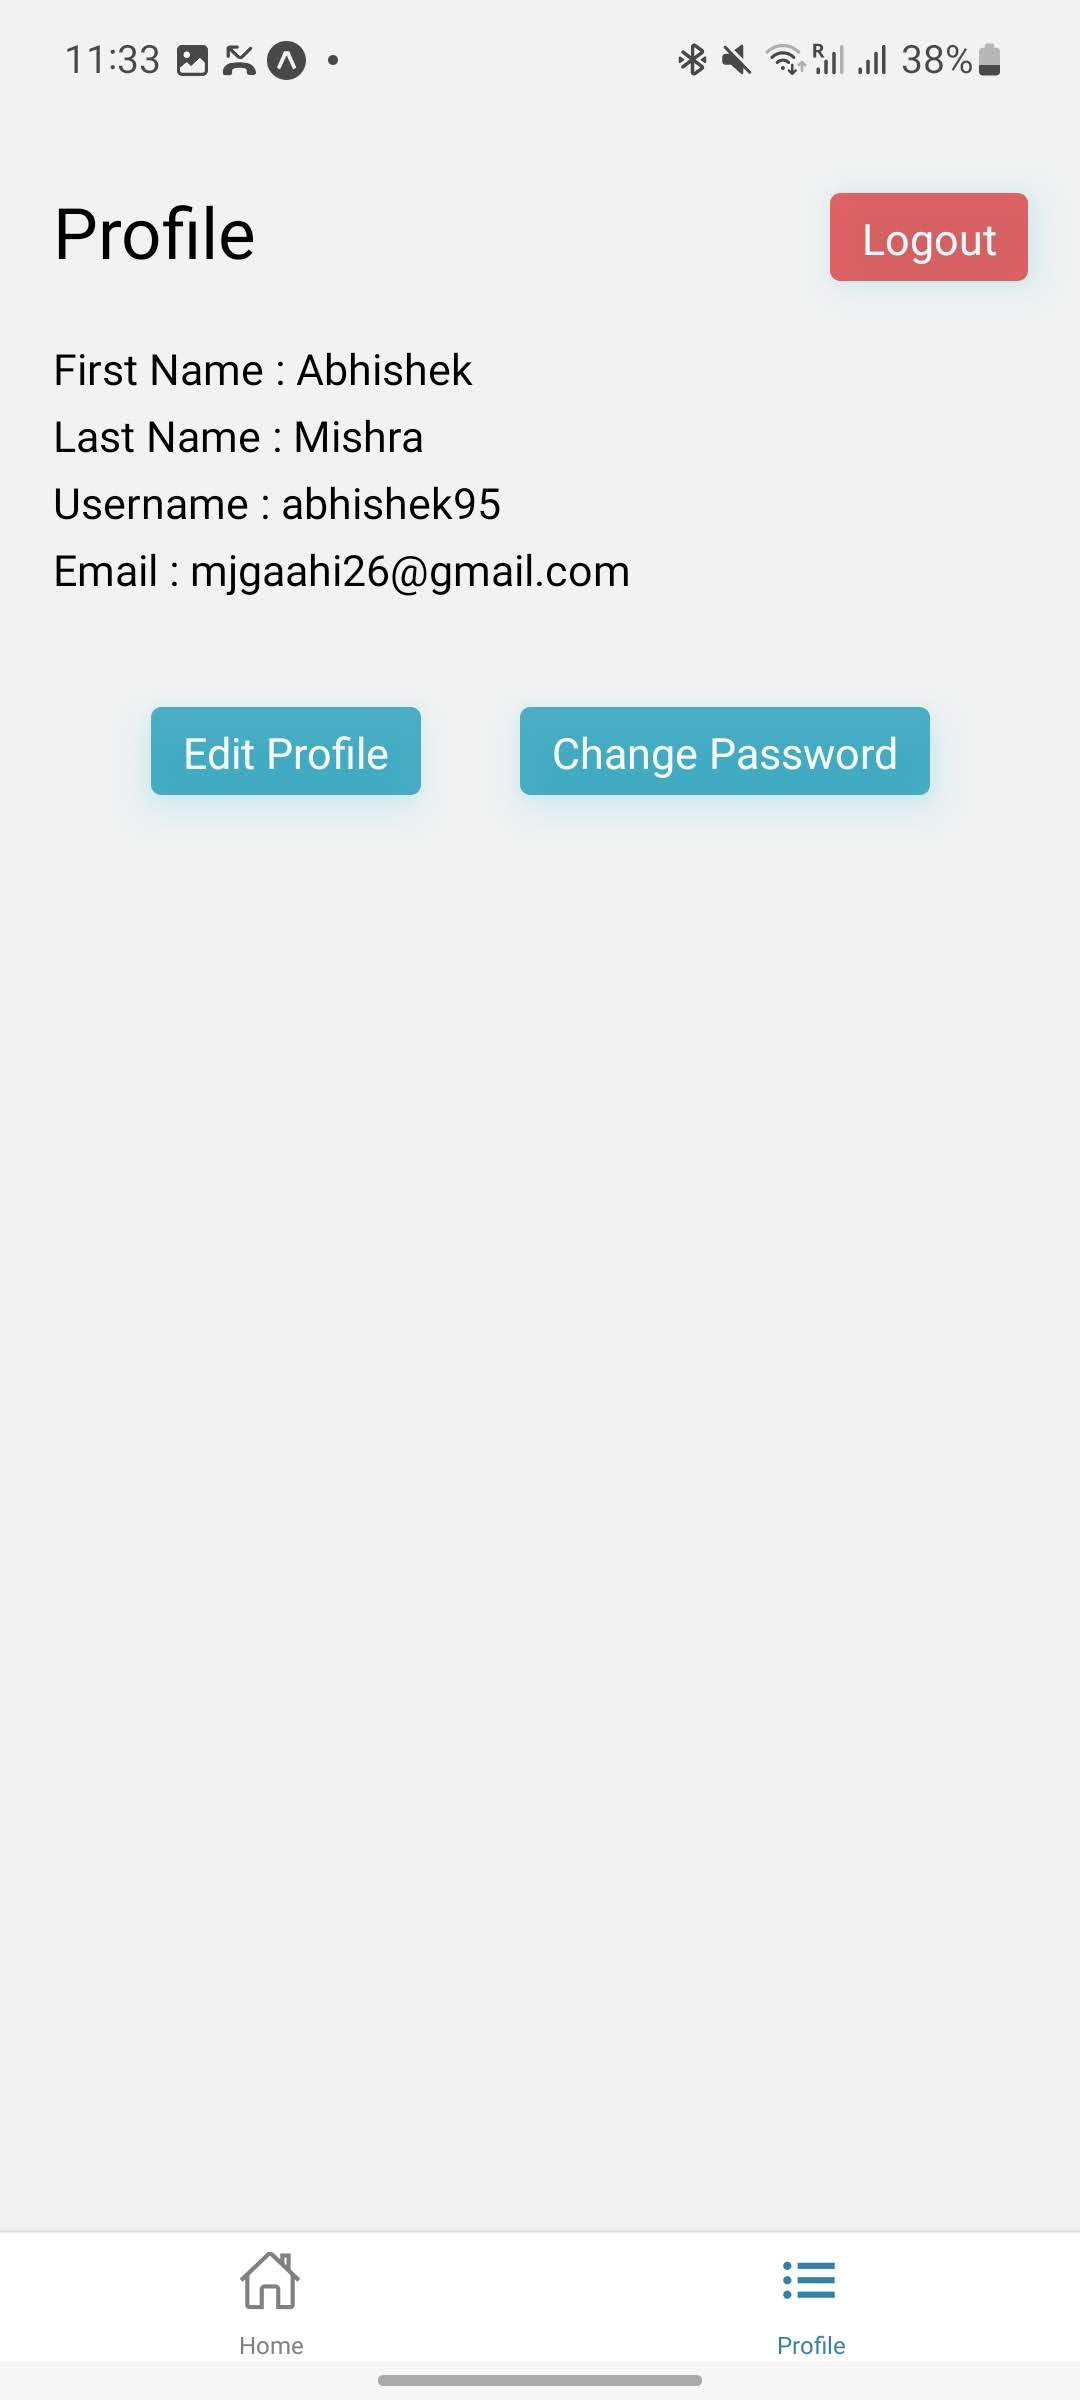 11:33 R 38%
Profile
Logout
First Name : Abhishek
Last Name : Mishra
Username : abhishek95
Email : mjgaahi26@gmail.com
Edit Profile Change Password
Home Profile